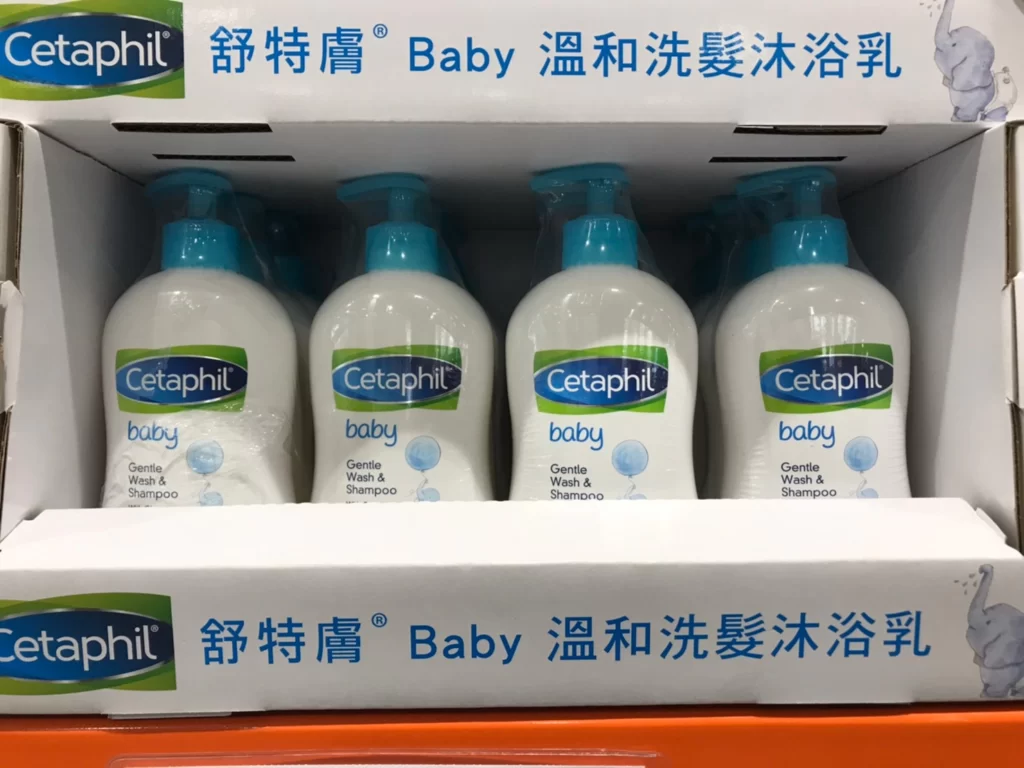 Cetaphil®
舒特膚® Baby 溫和洗髮沐浴乳
Cetaphil®
baby
Gentle
Wash &
Shampoo
Cetaphil
baby
Gentle
Wash &
Shampoo
Cetaphil®
baby
Gentle
Wash &
Shampoo
Cetaphil®
baby
Gentle
Wash &
Shampoo
Cetaphil®
舒特膚® Baby 溫和洗髮沐浴乳